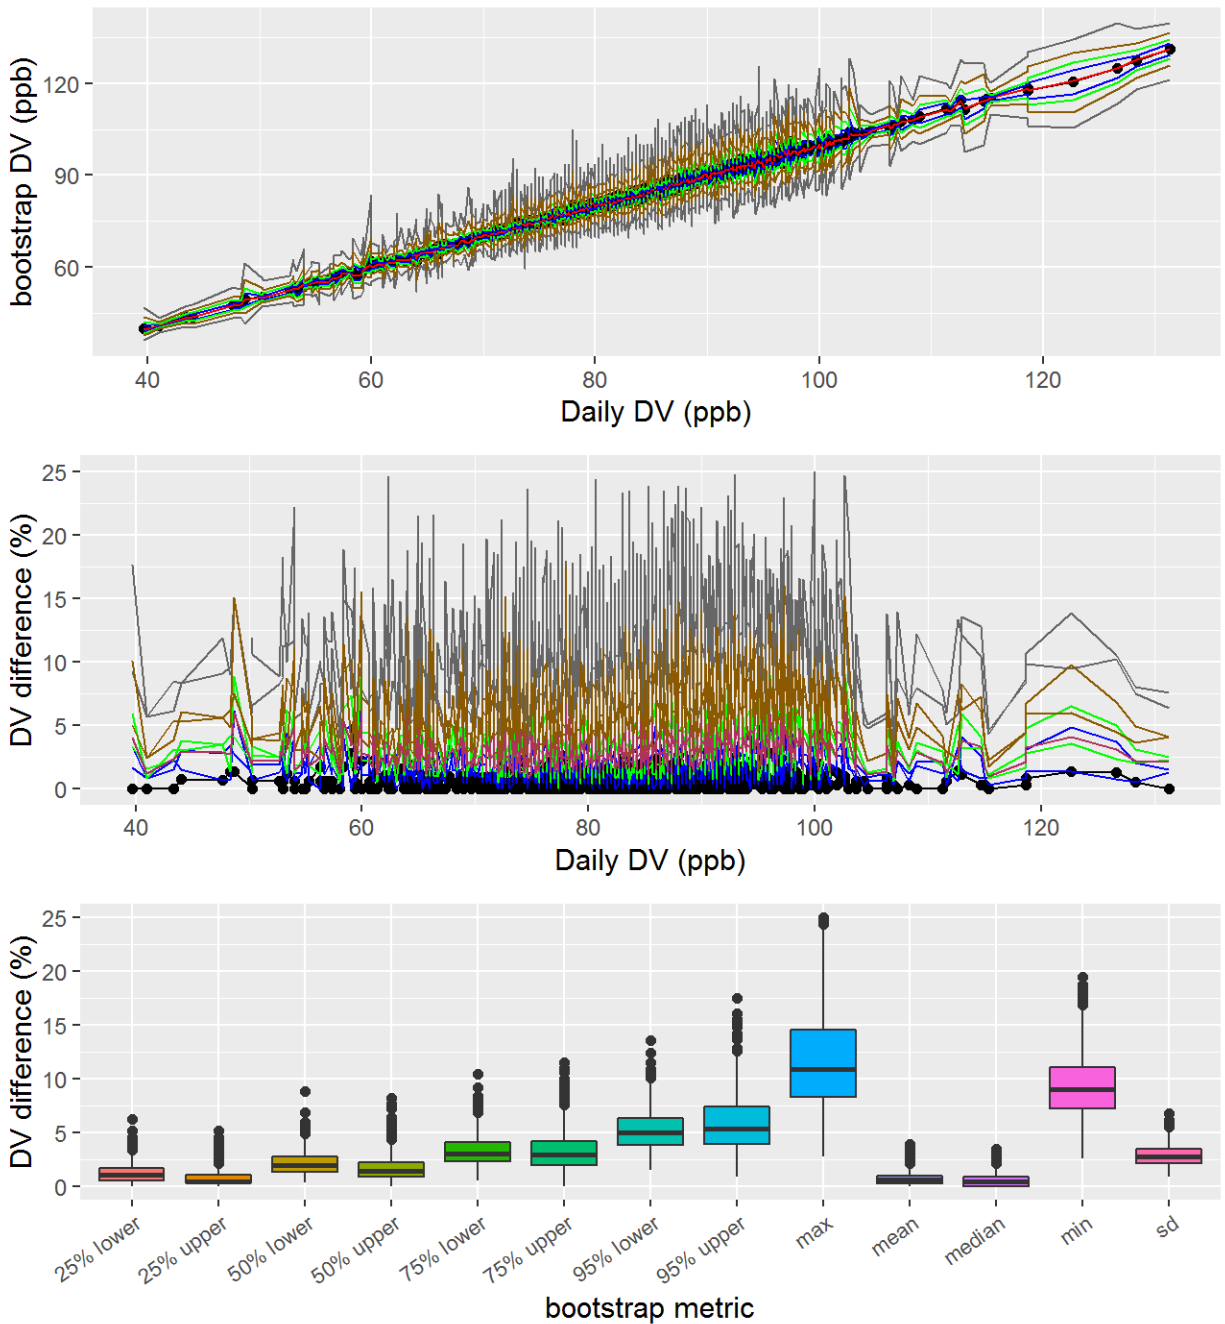 bootstrap DV (ppb)
120
90
60
40 60 80 100 120
Daily DV (ppb)
DV difference (%)
25
20
15
10
5
0
40 60 80 100 120
Daily DV (ppb)
DV difference (%)
25
20
15
10
5
0
25% lower 25% upper 50% lower 50% upper 75% lower 75% upper 95% lower 95% upper max mean median min sd
bootstrap metric